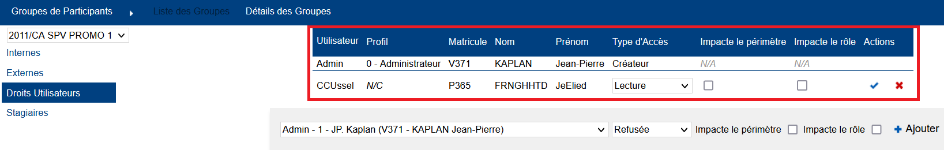 Groupes de Participants Liste des Groupes Détails des Groupes
2011/CA SPV PROMO 1
Internes
Externes
Droits Utilisateurs
Stagiaires
Utilisateur Profil Matricule Nom Prénom Type d'Accès Impacte le périmètre Impacte le rôle Actions
Admin 0 - Administrateur V371 KAPLAN Jean-Pierre Créateur N/A N/A
CCUssel N/C P365 FRNGHHTD JeElied Lecture
Admin - 1 - JP. Kaplan (V371 - KAPLAN Jean-Pierre) Refusée Impacte le périmètre Impacte le rôle + Ajouter